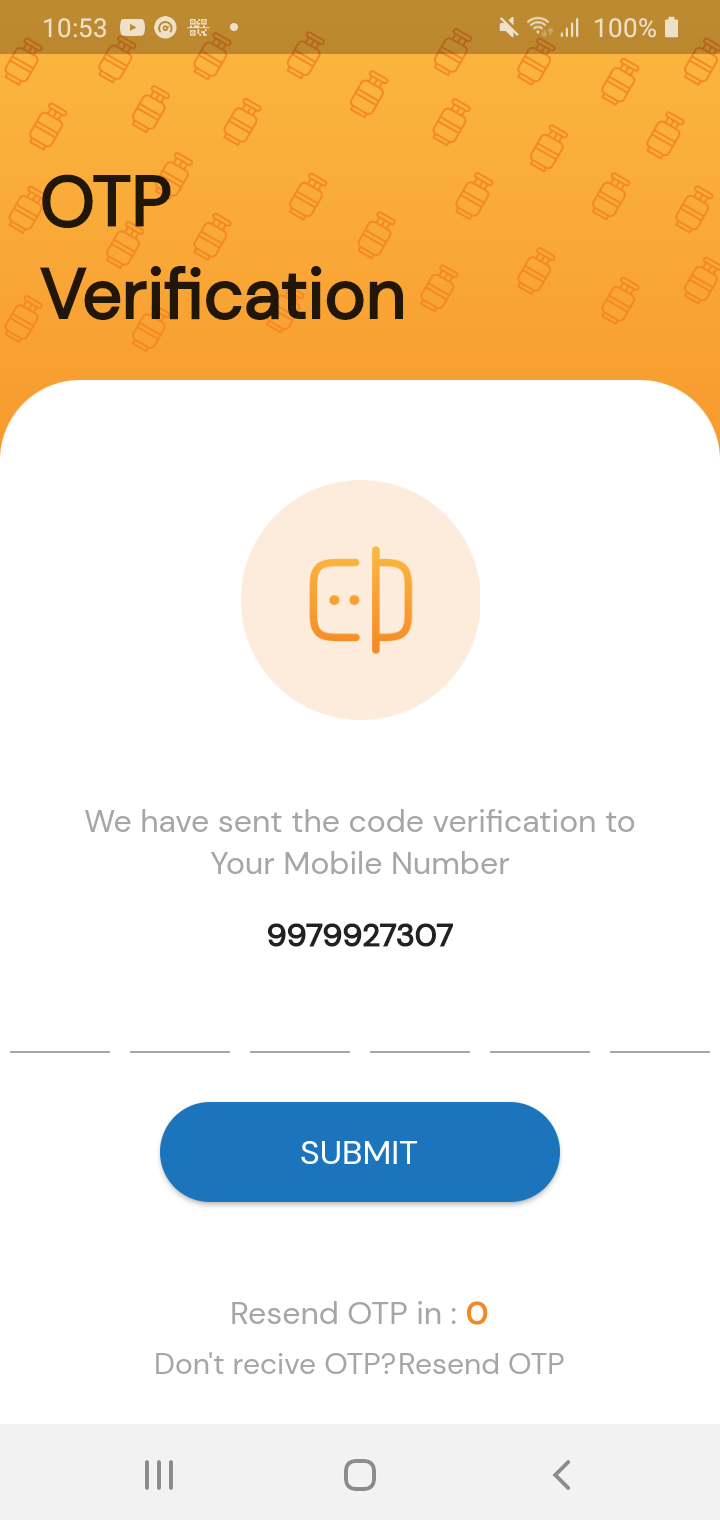 10:53
100%
OTP
Verification
We have sent the code verification to
Your Mobile Number
9979927307
SUBMIT
Resend OTP in : 0
Don't recive OTP?Resend OTP